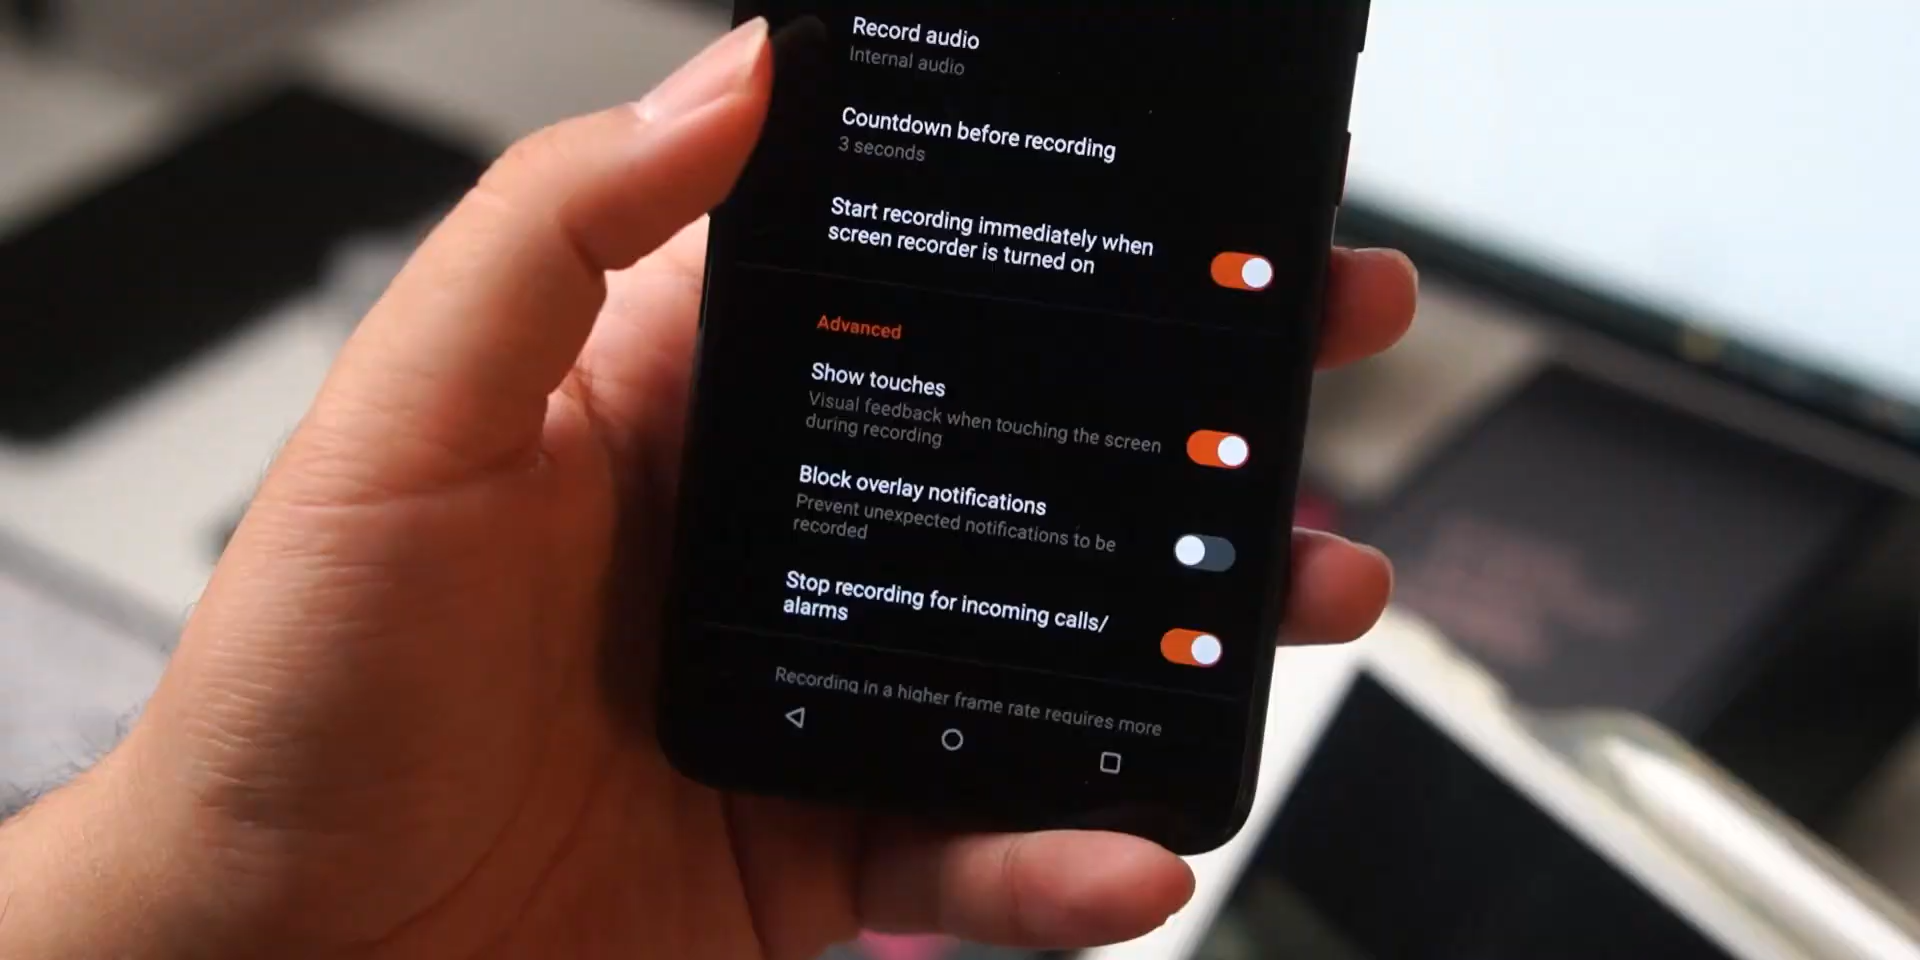 Record audio
Internal audio
Countdown before recording
3 seconds
Start recording immediately when
screen recorder is turned on
Advanced
Show touches
Visual feedback when touching the screen
during recording
Block overlay notifications
Prevent unexpected notifications to be
recorded
Stop recording for incoming calls/
alarms
Recording in a higher frame rate requires more